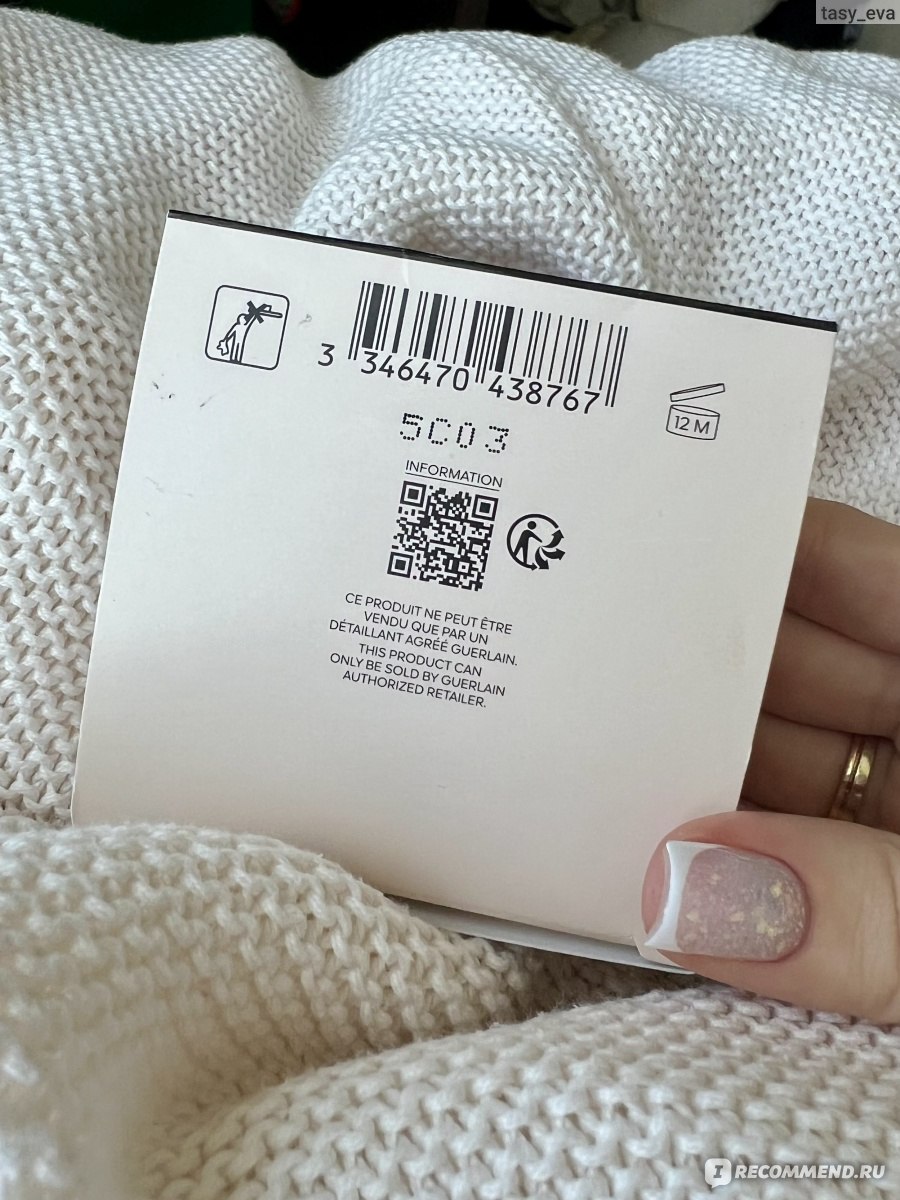 tasy_eva
3 346470 438767
12 M
5C03
INFORMATION
CE PRODUIT NE PEUT ÊTRE
VENDU QUE PAR UN
DÉTAILLANT AGRÉÉ GUERLAIN.
THIS PRODUCT CAN
ONLY BE SOLD BY GUERLAIN
AUTHORIZED RETAILER.
I RECOMMEND.RU